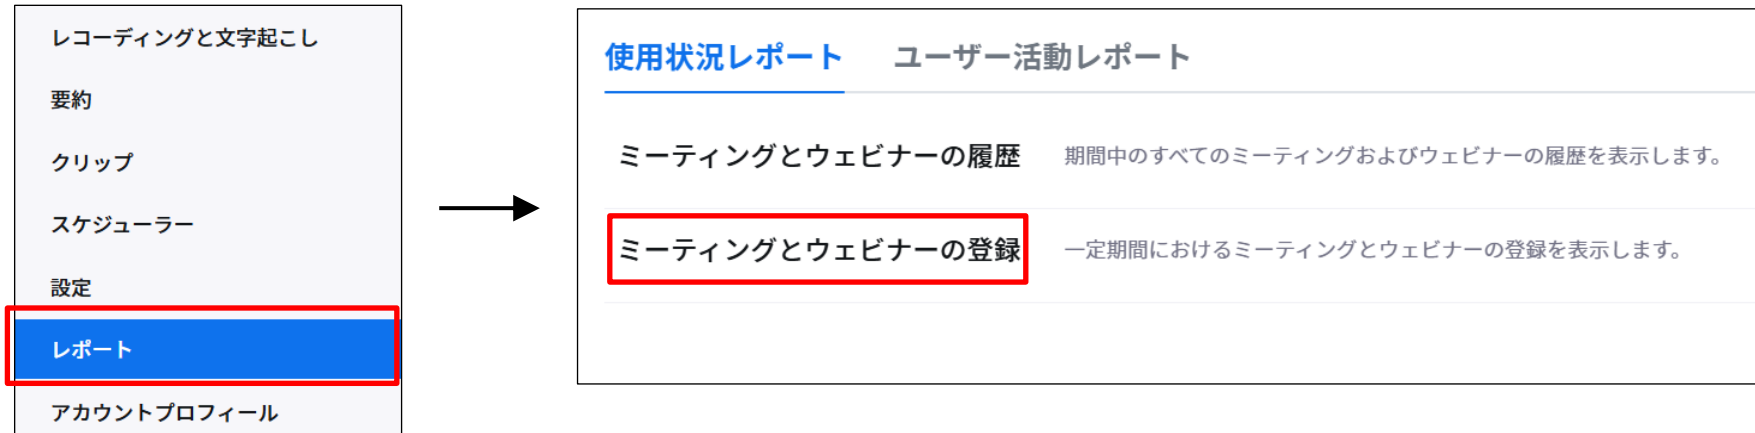 レコーディングと文字起こし
要約
クリップ
スケジューラー
設定
レポート
アカウントプロフィール
使用状況レポート ユーザー活動レポート
ミーティングとウェビナーの履歴 期間中のすべてのミーティングおよびウェビナーの履歴を表示します。
ミーティングとウェビナーの登録 一定期間におけるミーティングとウェビナーの登録を表示します。